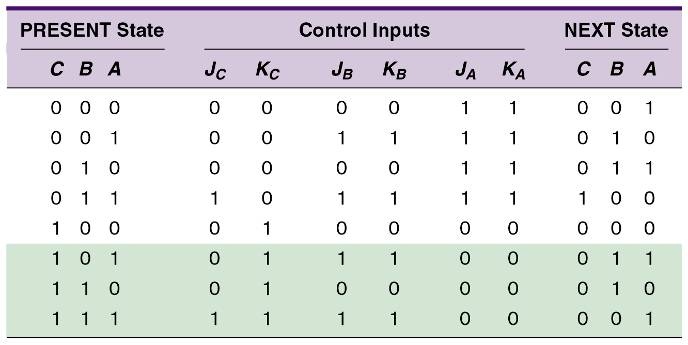 PRESENT State Control Inputs NEXT State
C B A J_C K_C J_B K_B J_A K_A C B A
0 0 0 0 0 0 0 1 1 0 0 1
0 0 1 0 0 1 1 1 1 0 1 0
0 1 0 0 0 0 0 1 1 0 1 1
0 1 1 1 0 1 1 1 1 1 0 0
1 0 0 0 1 0 0 0 0 0 0 0
1 0 1 0 1 1 1 0 0 0 1 1
1 1 0 0 1 0 0 0 0 0 1 0
1 1 1 1 1 1 1 0 0 0 0 1